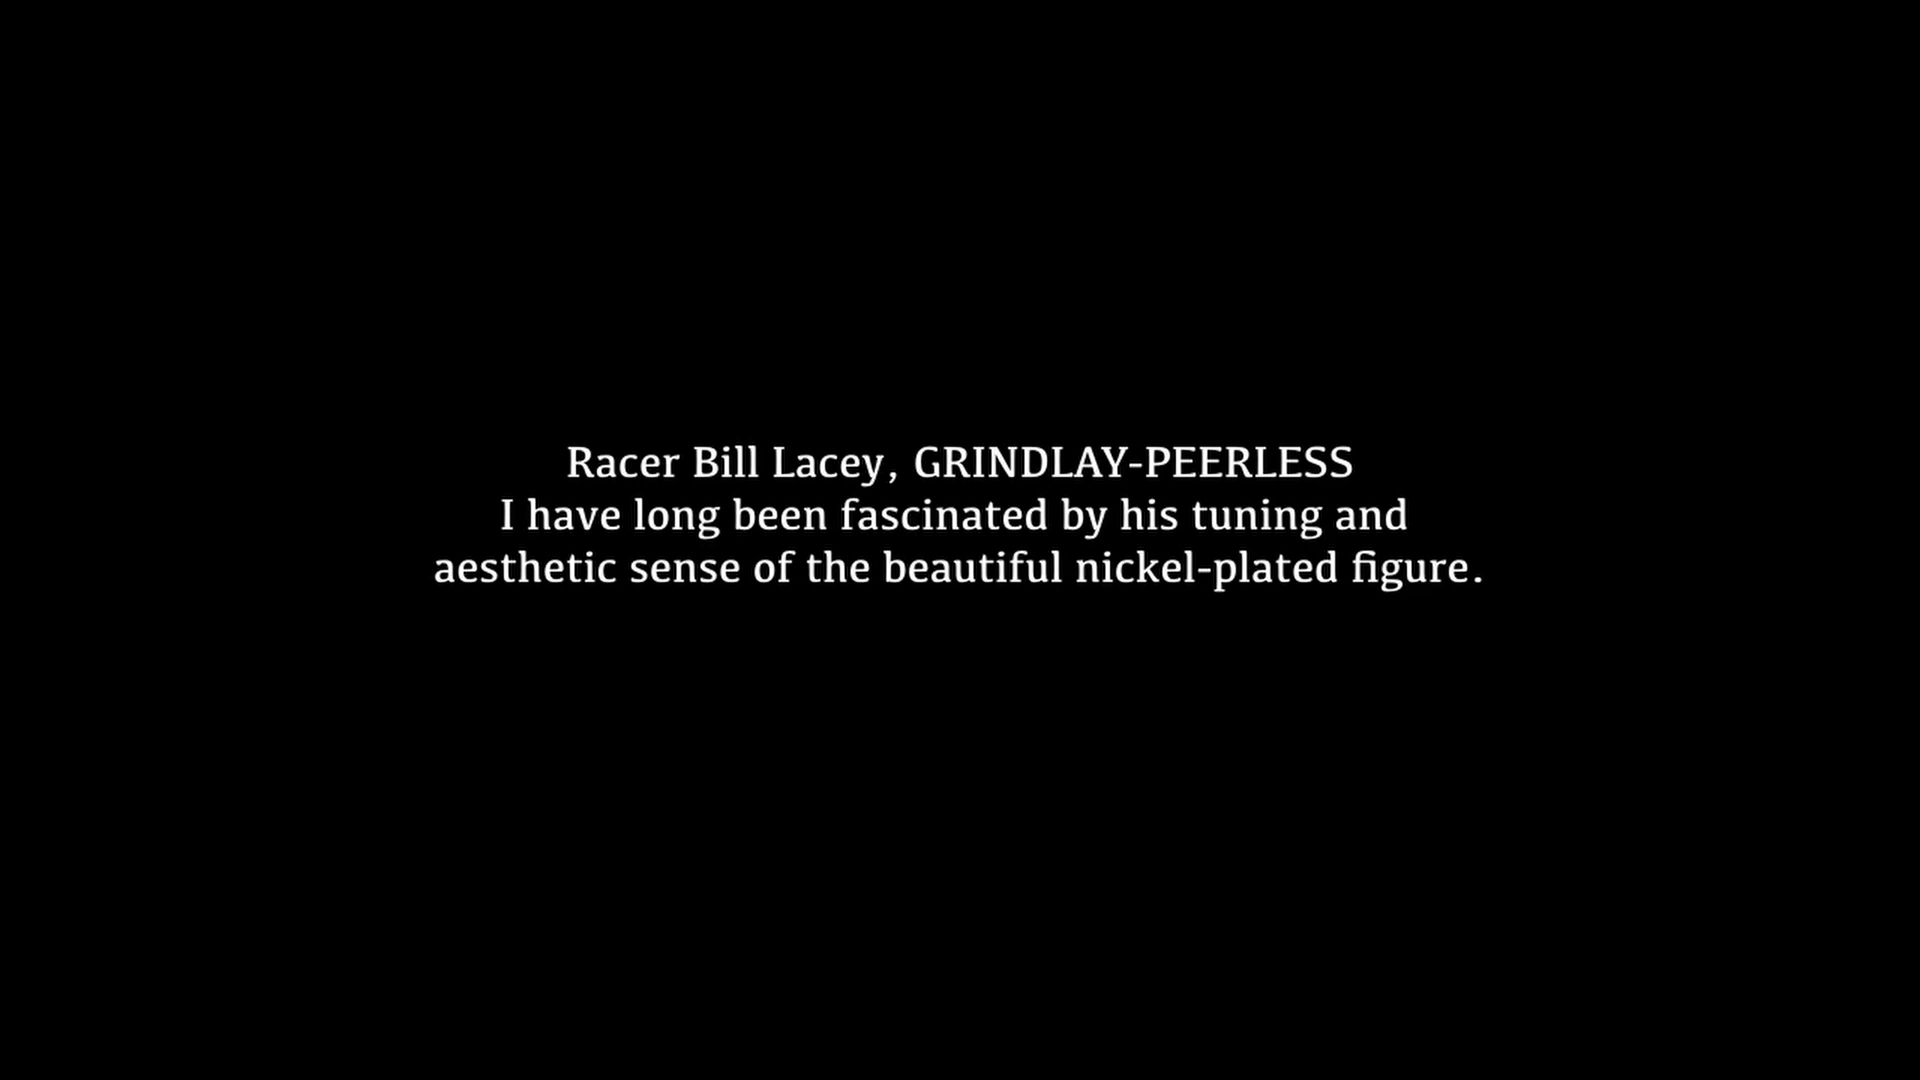 Racer Bill Lacey, GRINDLAY-PEERLESS
I have long been fascinated by his tuning and
aesthetic sense of the beautiful nickel-plated figure.